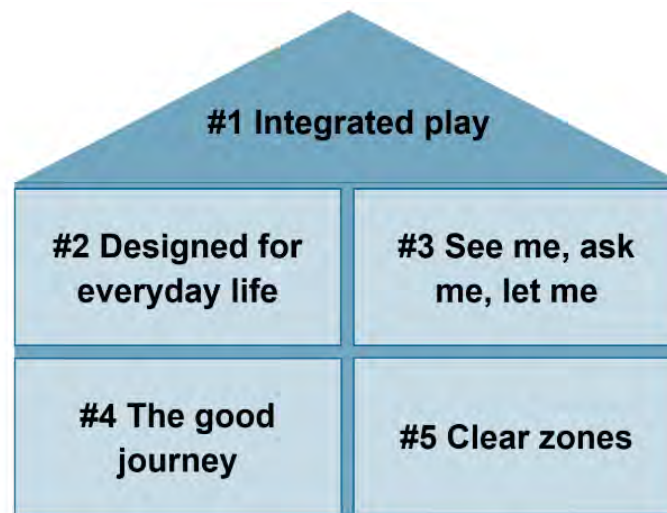 #1 Integrated play
#2 Designed for
everyday life
#3 See me, ask
me, let me
#4 The good
journey
#5 Clear zones